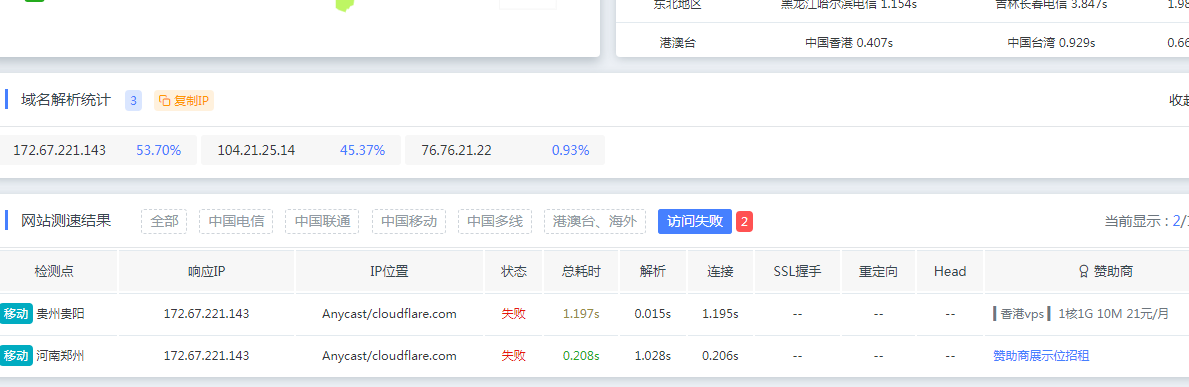 东北地区 黑龙江哈尔滨电信 1.154s 吉林长春电信 3.847s 1.98
港澳台 中国香港 0.407s 中国台湾 0.929s 0.66
域名解析统计 3 复制IP 收起
172.67.221.143 53.70% 104.21.25.14 45.37% 76.76.21.22 0.93%
网站测速结果 全部 中国电信 中国联通 中国移动 中国多线 港澳台、海外 访问失败 2 当前显示 : 2/
检测点 响应IP IP位置 状态 总耗时 解析 连接 SSL握手 重定向 Head 赞助商
移动 贵州贵阳 172.67.221.143 Anycast/cloudflare.com 失败 1.197s 0.015s 1.195s -- -- -- ▎香港vps▎ 1核1G 10M 21元/月
移动 河南郑州 172.67.221.143 Anycast/cloudflare.com 失败 0.208s 1.028s 0.206s -- -- -- 赞助商展示位招租